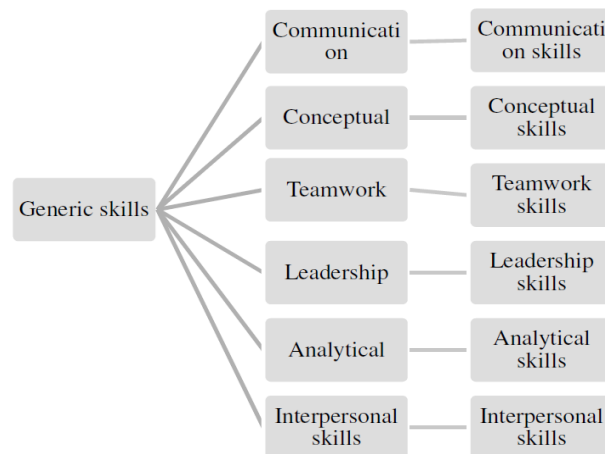 Communicati
on
Communicati
on skills
Conceptual
Conceptual
skills
Teamwork
Teamwork
skills
Generic skills
Leadership
Leadership
skills
Analytical
Analytical
skills
Interpersonal
skills
Interpersonal
skills